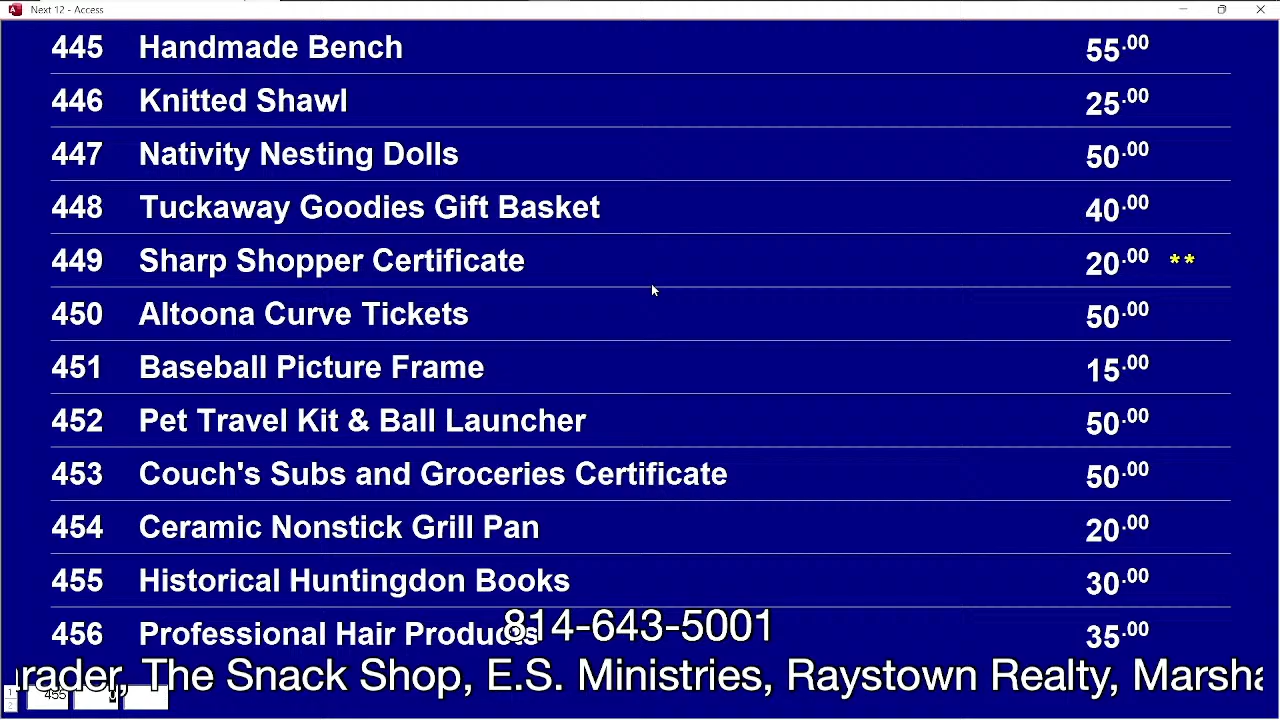 Next 12 - Access
445 Handmade Bench 55.00
446 Knitted Shawl 25.00
447 Nativity Nesting Dolls 50.00
448 Tuckaway Goodies Gift Basket 40.00
449 Sharp Shopper Certificate 20.00 **
450 Altoona Curve Tickets 50.00
451 Baseball Picture Frame 15.00
452 Pet Travel Kit & Ball Launcher 50.00
453 Couch's Subs and Groceries Certificate 50.00
454 Ceramic Nonstick Grill Pan 20.00
455 Historical Huntingdon Books 30.00
456 Professional Hair Products 35.00
814-643-5001
rader, The Snack Shop, E.S. Ministries, Raystown Realty, Marsha
455